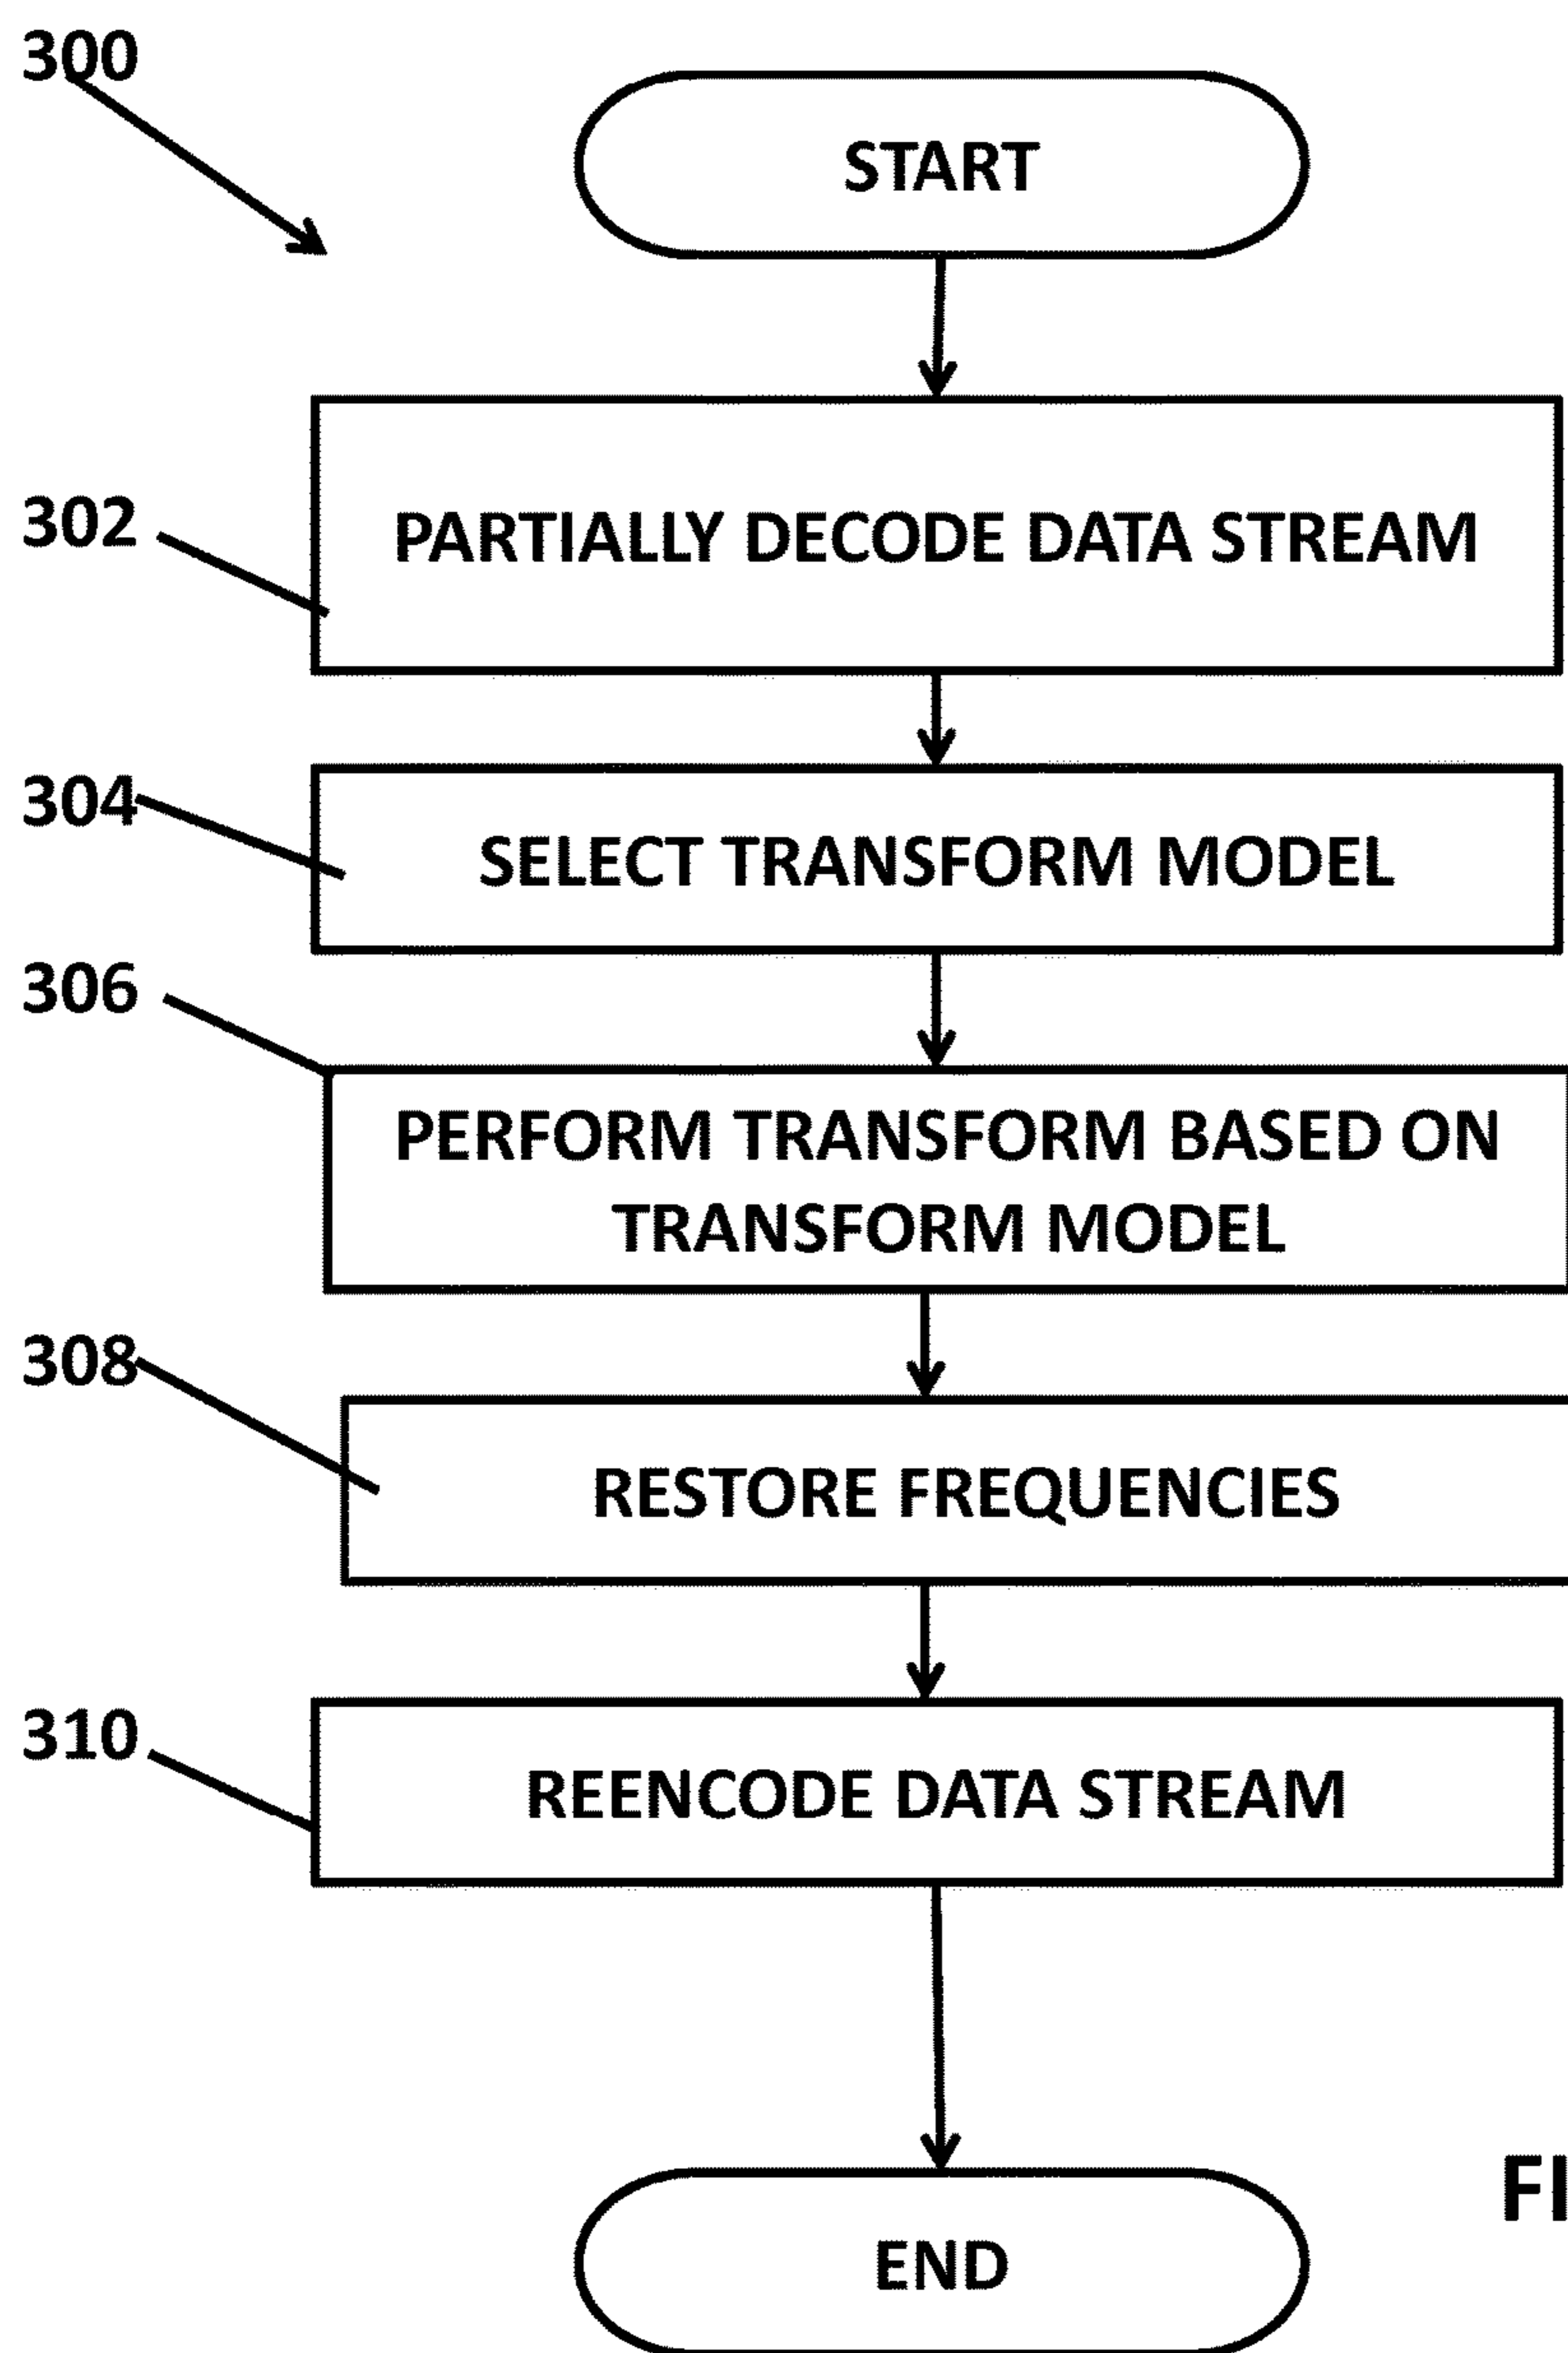 300
START
302
PARTIALLY DECODE DATA STREAM
304
SELECT TRANSFORM MODEL
306
PERFORM TRANSFORM BASED ON
TRANSFORM MODEL
308
RESTORE FREQUENCIES
310
REENCODE DATA STREAM
FI
END